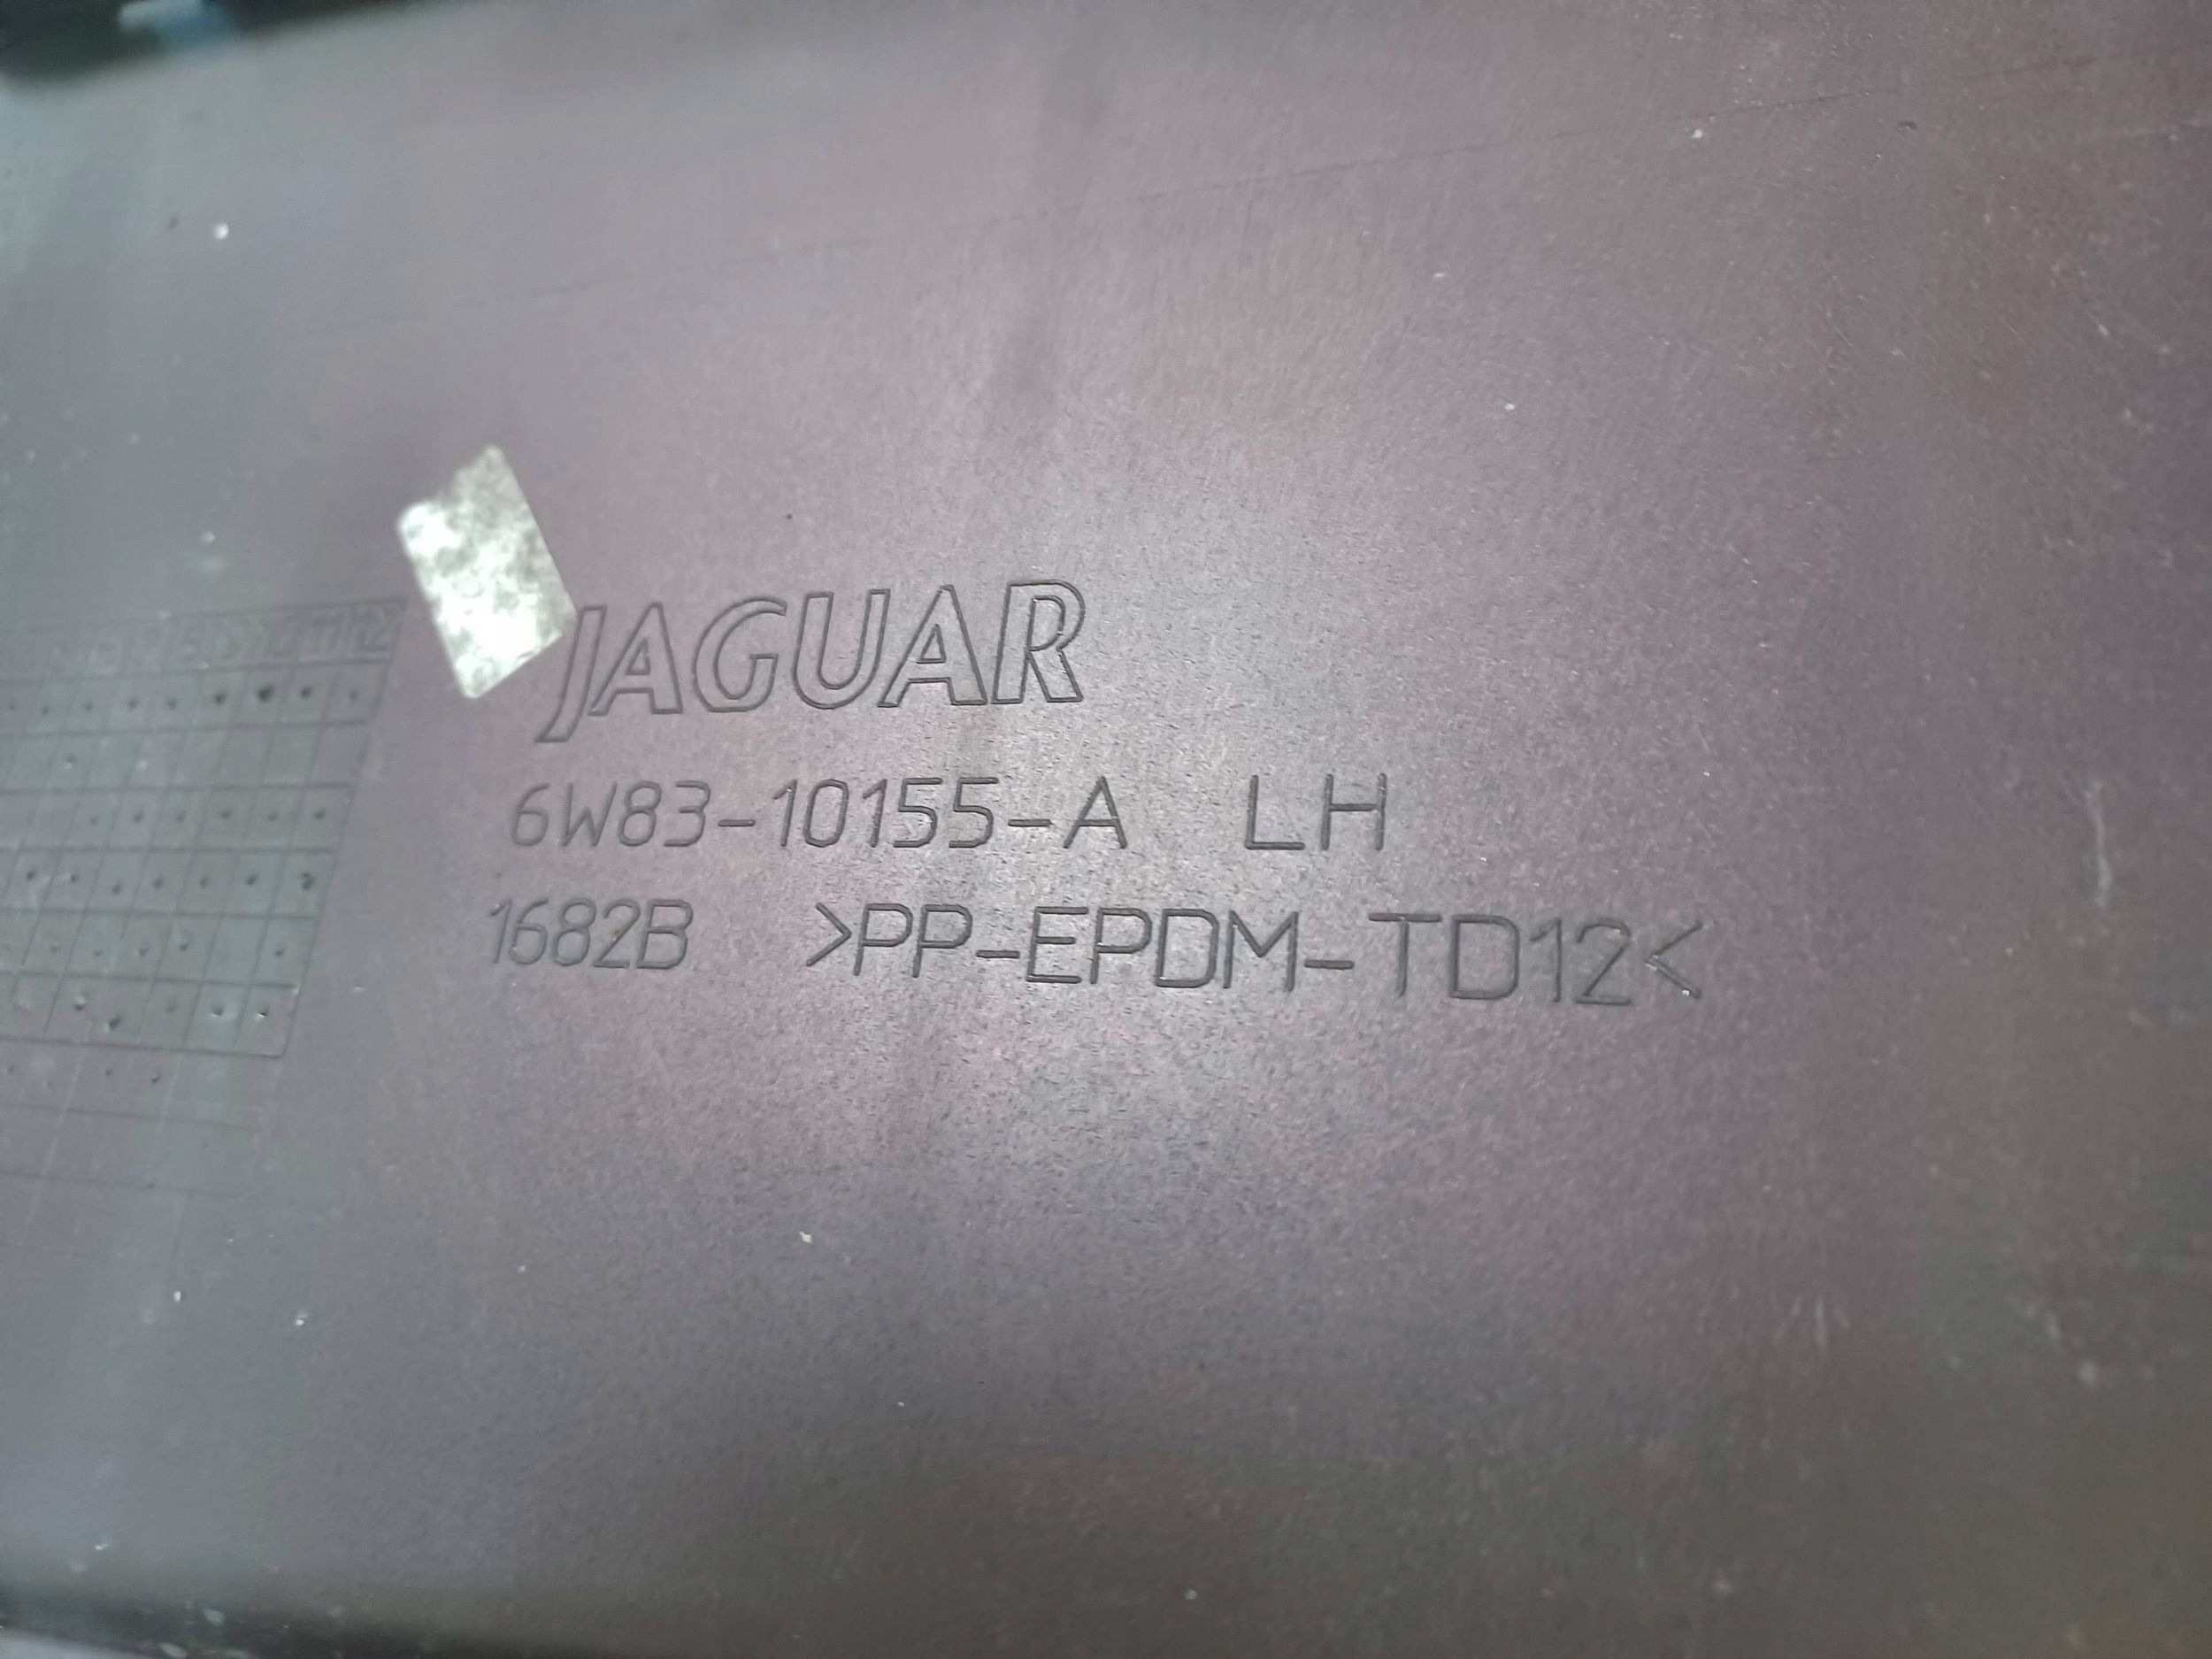 JAGUAR
6W83-10155-A LH
1682B >PP-EPDM-TD12<